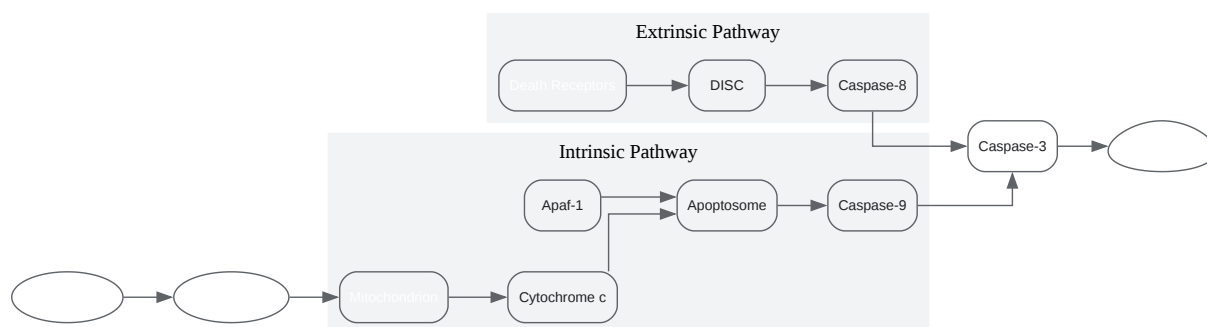 Extrinsic Pathway
Death Receptors
DISC
Caspase-8
Caspase-3
Intrinsic Pathway
Apaf-1
Apoptosome
Caspase-9
Mitochondrion
Cytochrome c